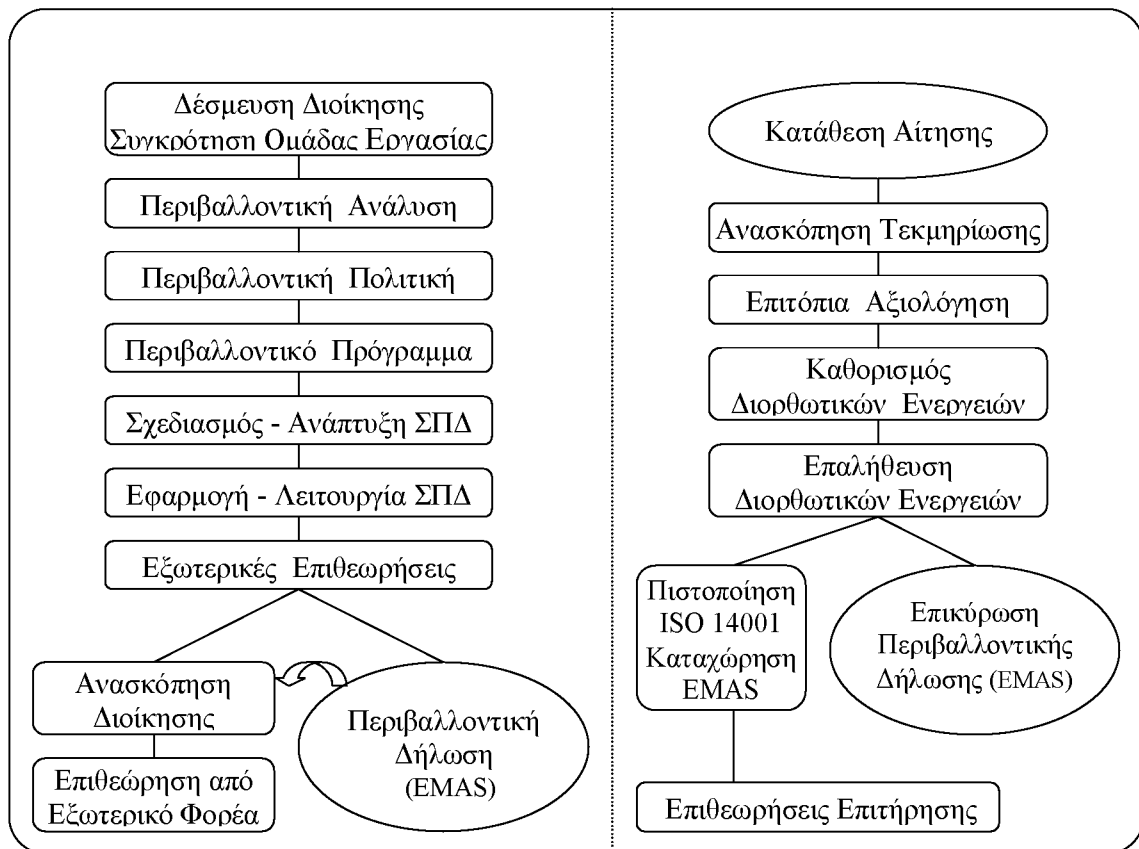 Δέσμευση Διοίκησης
Συγκρότηση Ομάδας Εργασίας
Περιβαλλοντική Ανάλυση
Περιβαλλοντική Πολιτική
Περιβαλλοντικό Πρόγραμμα
Σχεδιασμός - Ανάπτυξη ΣΠΔ
Εφαρμογή - Λειτουργία ΣΠΔ
Εξωτερικές Επιθεωρήσεις
Ανασκόπηση
Διοίκησης
Περιβαλλοντική
Δήλωση
(EMAS)
Επιθεώρηση από
Εξωτερικό Φορέα
Κατάθεση Αίτησης
Ανασκόπηση Τεκμηρίωσης
Επιτόπια Αξιολόγηση
Καθορισμός
Διορθωτικών Ενεργειών
Επαλήθευση
Διορθωτικών Ενεργειών
Πιστοποίηση
ISO 14001
Καταχώρηση
EMAS
Επικύρωση
Περιβαλλοντικής
Δήλωσης (EMAS)
Επιθεωρήσεις Επιτήρησης